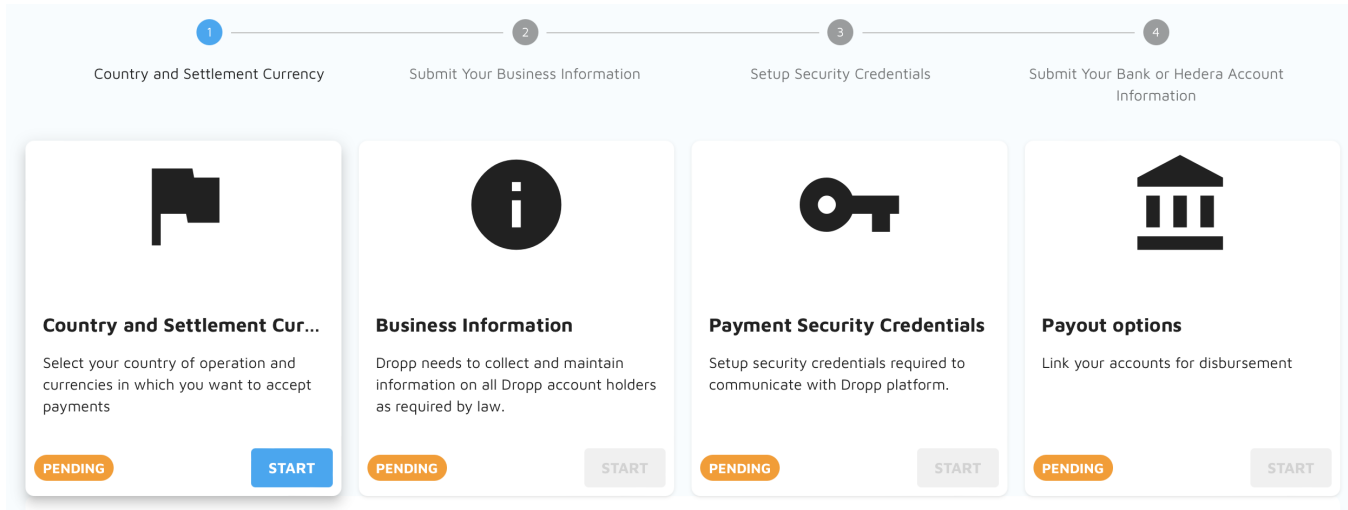 1
2
3
4
Country and Settlement Currency
Submit Your Business Information
Setup Security Credentials
Submit Your Bank or Hedera Account
Information
Country and Settlement Cur...
Select your country of operation and
currencies in which you want to accept
payments
PENDING
START
Business Information
Dropp needs to collect and maintain
information on all Dropp account holders
as required by law.
PENDING
START
Payment Security Credentials
Setup security credentials required to
communicate with Dropp platform.
PENDING
START
Payout options
Link your accounts for disbursement
PENDING
START